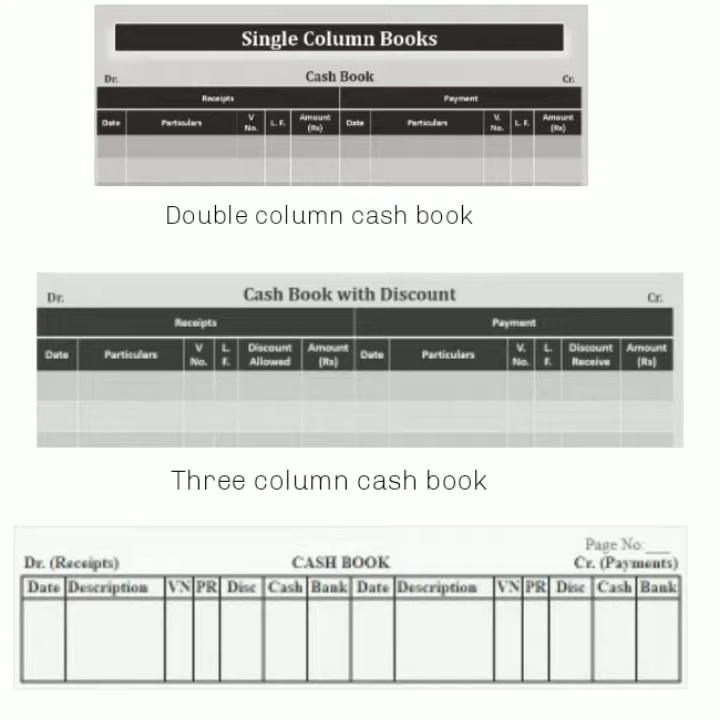 Single Column Books
Dr. Cash Book Cr.
Receipts Payment
Date Particulars V No. L. F. Amount (Rs) Date Particulars V. No. L. F. Amount (Rs)
Double column cash book
Dr. Cash Book with Discount Cr.
Receipts Payment
Date Particulars V No. L. F. Discount Allowed Amount (Rs) Date Particulars V. No. L. F. Discount Receive Amount (Rs)
Three column cash book
Page No:___
Dr. (Receipts) CASH BOOK Cr. (Payments)
Date Description VN PR Disc Cash Bank Date Description VN PR Disc Cash Bank